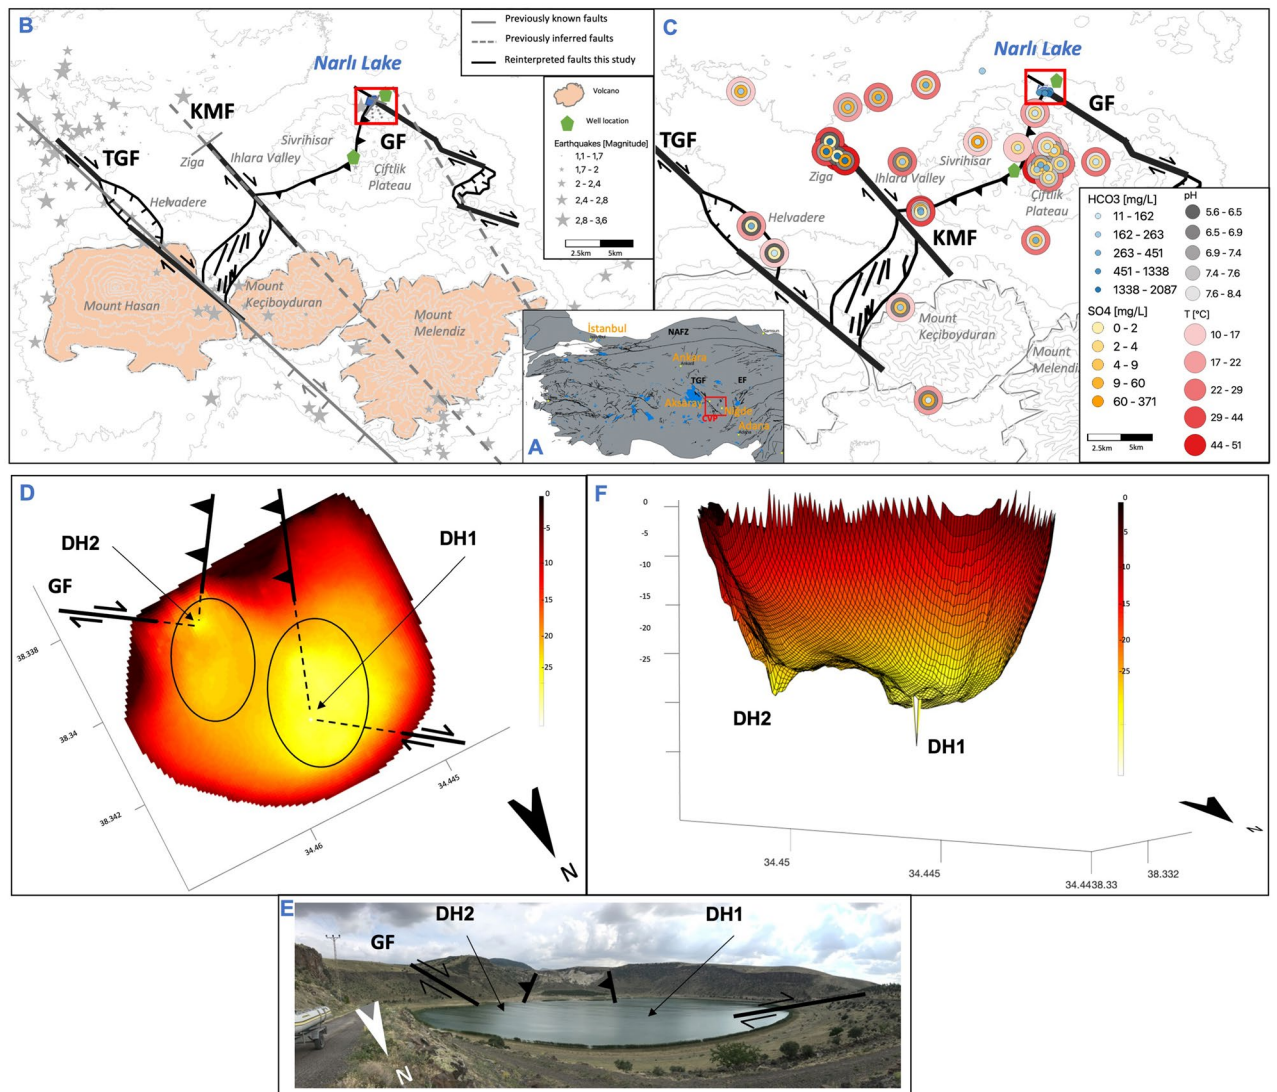 B
Previously known faults
Previously inferred faults
Reinterpreted faults this study
Narlı Lake
KMF
GF
TGF
Sivrihisar
Ziga
Ihlara Valley
Çiftlik
Plateau
Helvadere
Mount Hasan
Mount
Keçiboyduran
Mount
Melendiz
Volcano
Well location
Earthquakes [Magnitude]
1,1 – 1,7
1,7 – 2
2 – 2,4
2,4 – 2,8
2,8 – 3,6
2.5km
5km
C
Narlı Lake
GF
TGF
Sivrihisar
Ziga
Ihlara Valley
Çiftlik
Plateau
Helvadere
KMF
Mount
Keçiboyduran
Mount
Melendi
HCO3 [mg/L]
11 – 162
162 – 263
263 – 451
451 – 1338
1338 – 2087
SO4 [mg/L]
0 - 2
2 - 4
4 - 9
9 - 60
60 - 371
pH
5.6 – 6.5
6.5 – 6.9
6.9 – 7.4
7.4 – 7.6
7.6 – 8.4
T [°C]
10 – 17
17 – 22
22 – 29
29 – 44
44 – 51
2.5km
5km
A
İstanbul
NAFZ
Ankara
TGF
EF
Aksaray
CVP
Niğde
Adana
D
DH2
DH1
GF
38.338
38.34
38.342
34.46
34.445
N
0
-5
-10
-15
-20
-25
F
0
-5
-10
-15
-20
-25
DH2
DH1
34.45
34.445
34.4438.33
38.332
0
-5
-10
-15
-20
-25
N
E
DH2
DH1
GF
N